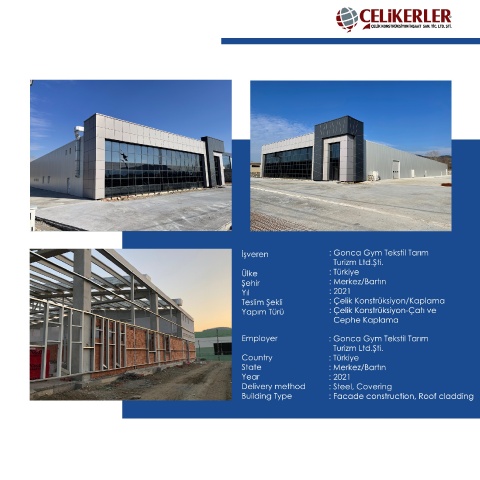 ÇELİKERLER
ÇELİK KONSTRÜKSİYON İNŞAAT SAN. TİC. LTD. ŞTİ.
İşveren : Gonca Gym Tekstil Tarım
Turizm Ltd.Şti.
Ülke : Türkiye
Şehir : Merkez/Bartın
Yıl : 2021
Teslim Şekli : Çelik Konstrüksiyon/Kaplama
Yapım Türü : Çelik Konstrüksiyon-Çatı ve
Cephe Kaplama
Employer : Gonca Gym Tekstil Tarım
Turizm Ltd.Şti.
Country : Türkiye
State : Merkez/Bartın
Year : 2021
Delivery method : Steel, Covering
Building Type : Facade construction, Roof cladding